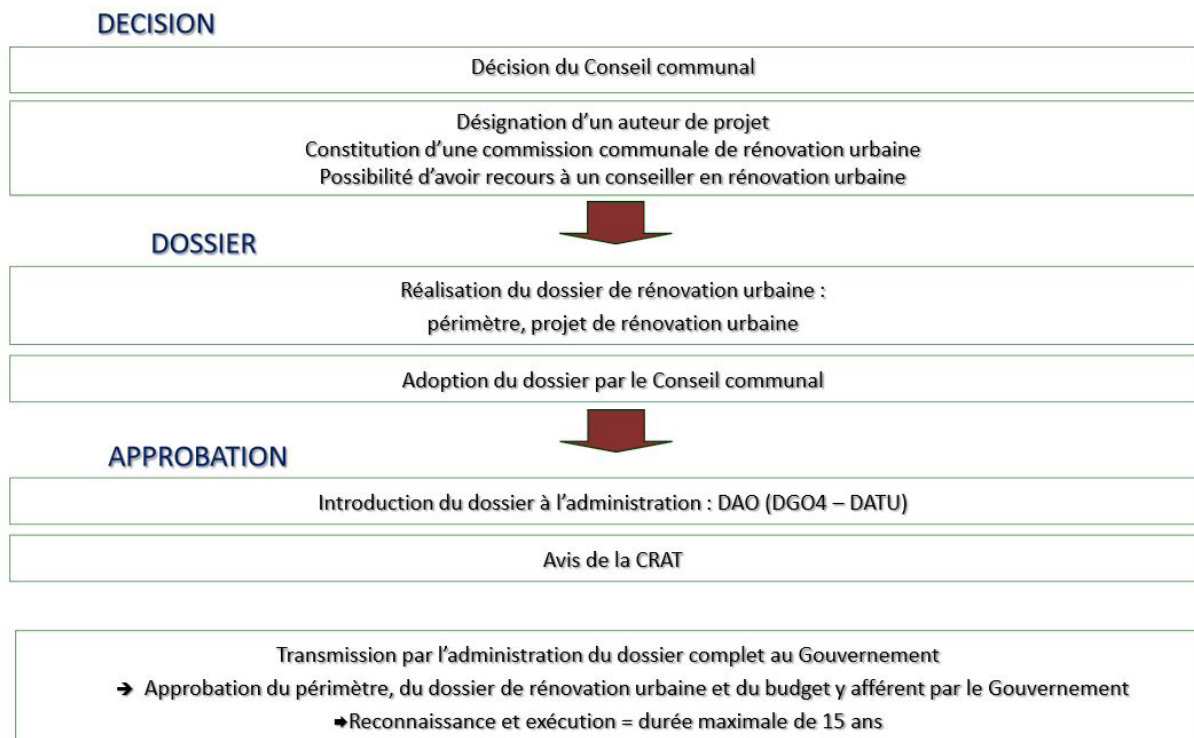 DECISION
Décision du Conseil communal
Désignation d'un auteur de projet
Constitution d'une commission communale de rénovation urbaine
Possibilité d'avoir recours à un conseiller en rénovation urbaine
DOSSIER
Réalisation du dossier de rénovation urbaine :
périmètre, projet de rénovation urbaine
Adoption du dossier par le Conseil communal
APPROBATION
Introduction du dossier à l'administration : DAO (DGO4 – DATU)
Avis de la CRAT
Transmission par l'administration du dossier complet au Gouvernement
➔ Approbation du périmètre, du dossier de rénovation urbaine et du budget y afférent par le Gouvernement
➔Reconnaissance et exécution = durée maximale de 15 ans